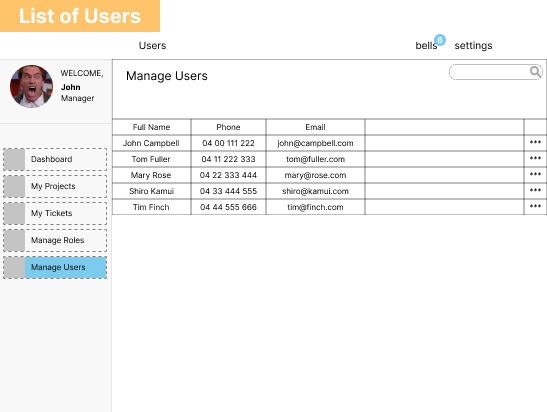 List of Users
Users bells 6 settings
WELCOME,
John
Manager
Manage Users
Full Name Phone Email
John Campbell 04 00 111 222 john@campbell.com ***
Tom Fuller 04 11 222 333 tom@fuller.com ***
Mary Rose 04 22 333 444 mary@rose.com ***
Shiro Kamui 04 33 444 555 shiro@kamui.com ***
Tim Finch 04 44 555 666 tim@finch.com ***
Dashboard
My Projects
My Tickets
Manage Roles
Manage Users